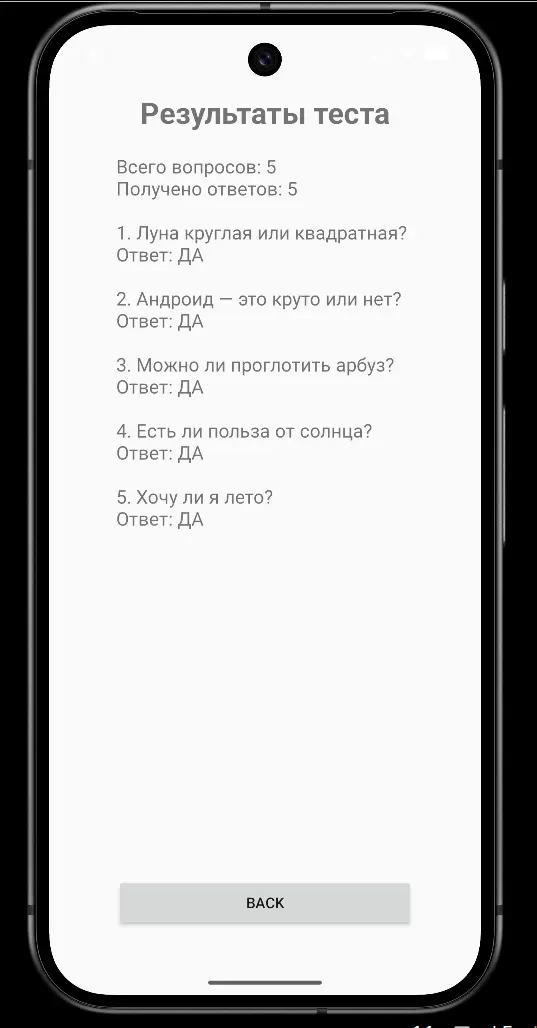 Результаты теста
Всего вопросов: 5
Получено ответов: 5
1. Луна круглая или квадратная?
Ответ: ДА
2. Андроид — это круто или нет?
Ответ: ДА
3. Можно ли проглотить арбуз?
Ответ: ДА
4. Есть ли польза от солнца?
Ответ: ДА
5. Хочу ли я лето?
Ответ: ДА
BACK